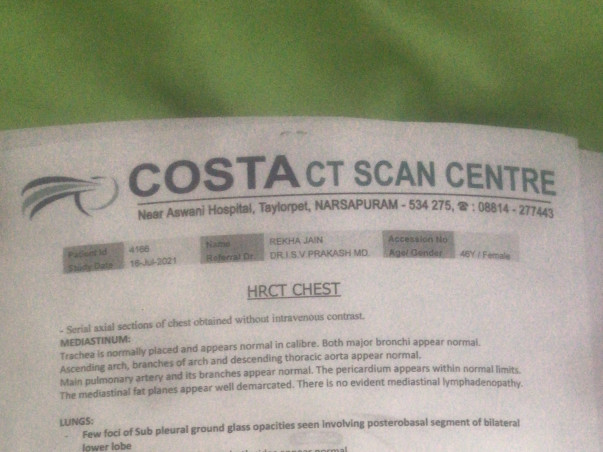 COSTA CT SCAN CENTRE
Near Aswani Hospital, Taylorpet, NARSAPURAM - 534 275, ☎ : 08814 - 277443
Patient Id 4166 Name REKHA JAIN Accession No
Study Date 16-Jul-2021 Referral Dr. DR.I.S.V PRAKASH MD. Age/Gender 46Y / Female
HRCT CHEST
- Serial axial sections of chest obtained without intravenous contrast.
MEDIASTINUM:
Trachea is normally placed and appears normal in calibre. Both major bronchi appear normal.
Ascending arch, branches of arch and descending thoracic aorta appear normal.
Main pulmonary artery and its branches appear normal. The pericardium appears within normal limits.
The mediastinal fat planes appear well demarcated. There is no evident mediastinal lymphadenopathy.
LUNGS:
- Few foci of Sub pleural ground glass opacities seen involving posterobasal segment of bilateral
lower lobe
appear normal